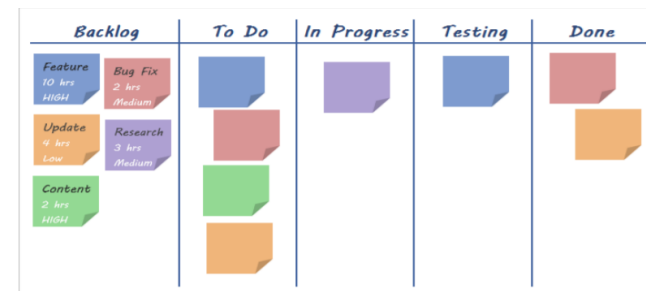 Backlog
To Do
In Progress
Testing
Done
Feature
10 hrs
HIGH
Bug Fix
2 hrs
Medium
Update
4 hrs
Low
Research
3 hrs
Medium
Content
2 hrs
HIGH